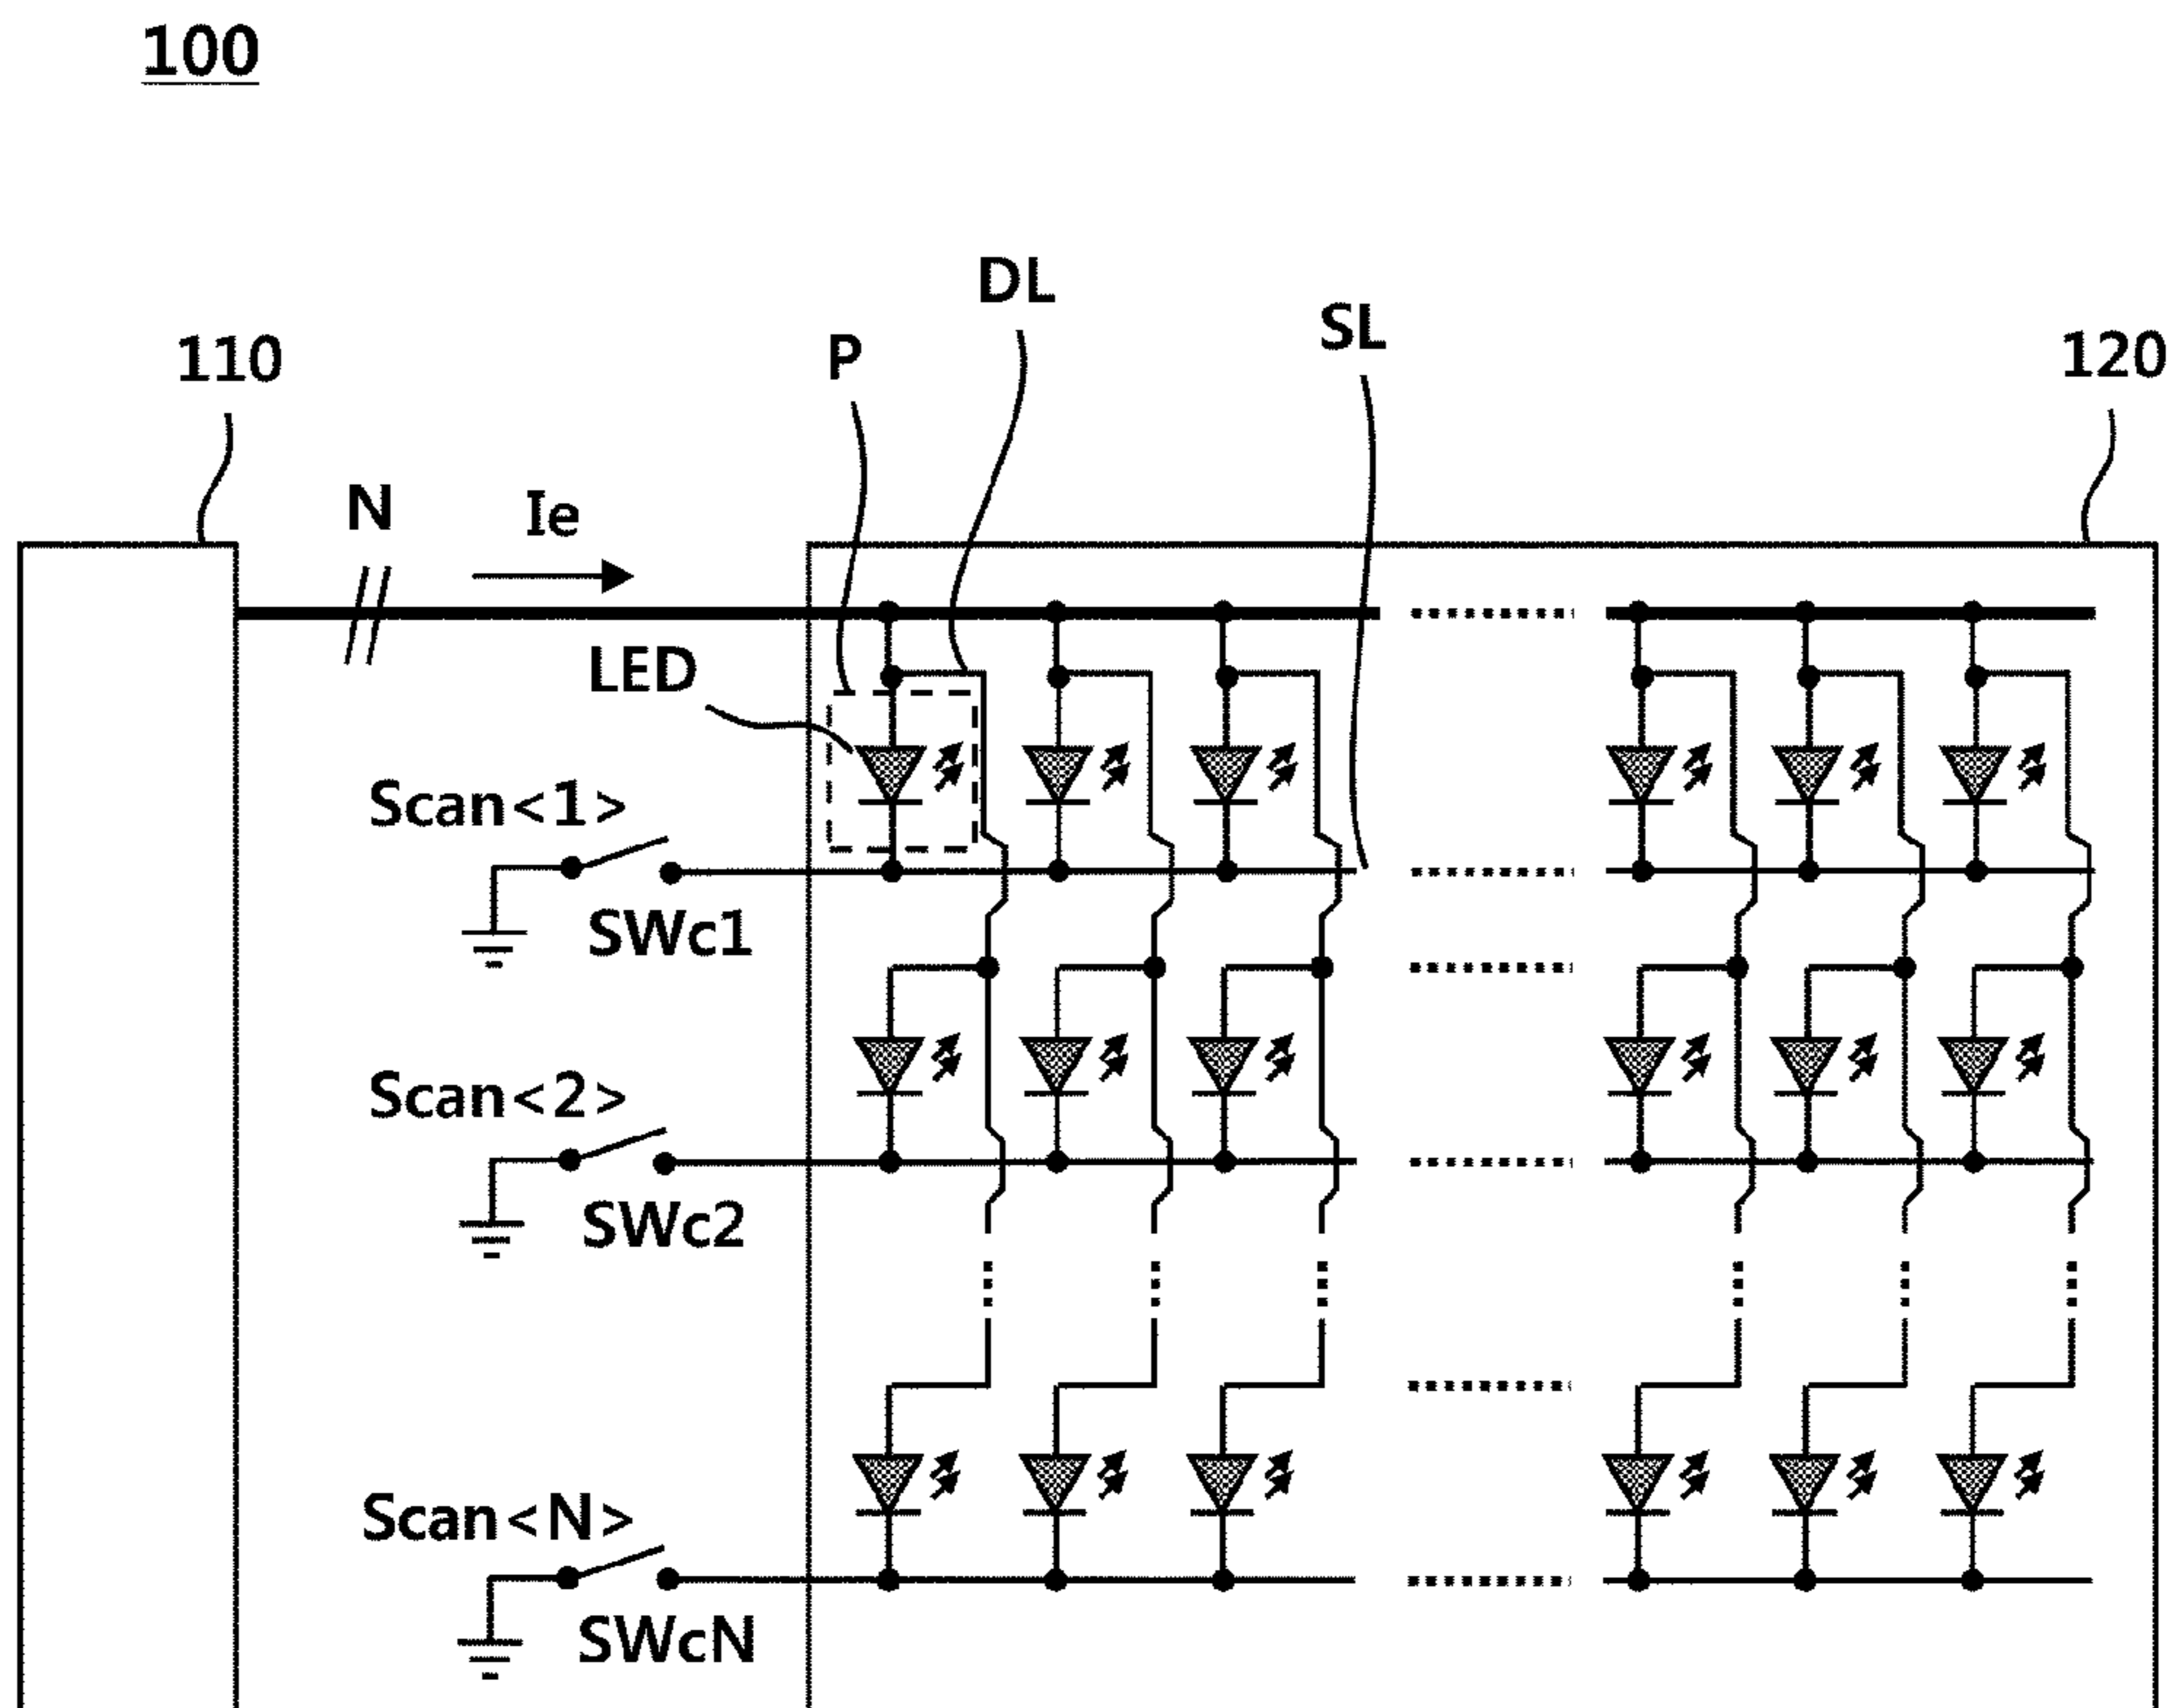 100
DL
SL
P
110
120
N
Ie
LED
Scan<1>
SWc1
Scan<2>
SWc2
Scan<N>
SWcN